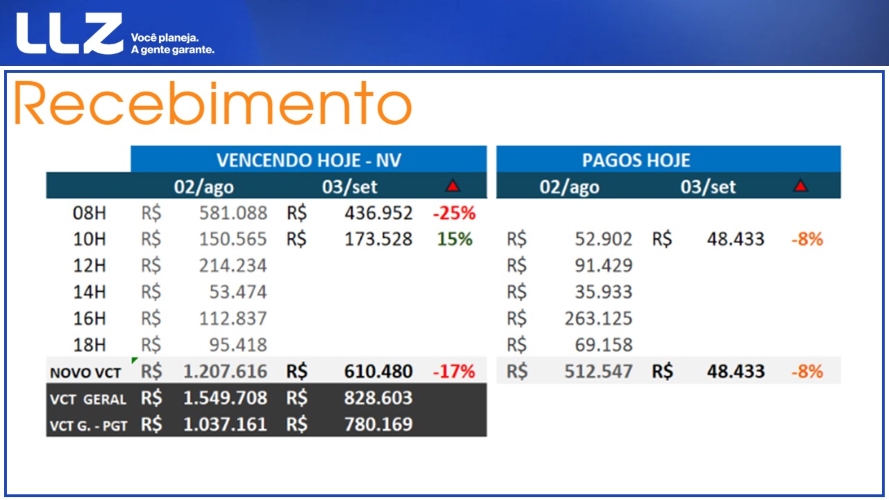 LLZ Você planeja.
A gente garante.
Recebimento
VENCENDO HOJE - NV PAGOS HOJE
02/ago 03/set 02/ago 03/set
08H R$ 581.088 R$ 436.952 -25%
10H R$ 150.565 R$ 173.528 15% R$ 52.902 R$ 48.433 -8%
12H R$ 214.234 R$ 91.429
14H R$ 53.474 R$ 35.933
16H R$ 112.837 R$ 263.125
18H R$ 95.418 R$ 69.158
NOVO VCT R$ 1.207.616 R$ 610.480 -17% R$ 512.547 R$ 48.433 -8%
VCT GERAL R$ 1.549.708 R$ 828.603
VCT G. - PGT R$ 1.037.161 R$ 780.169